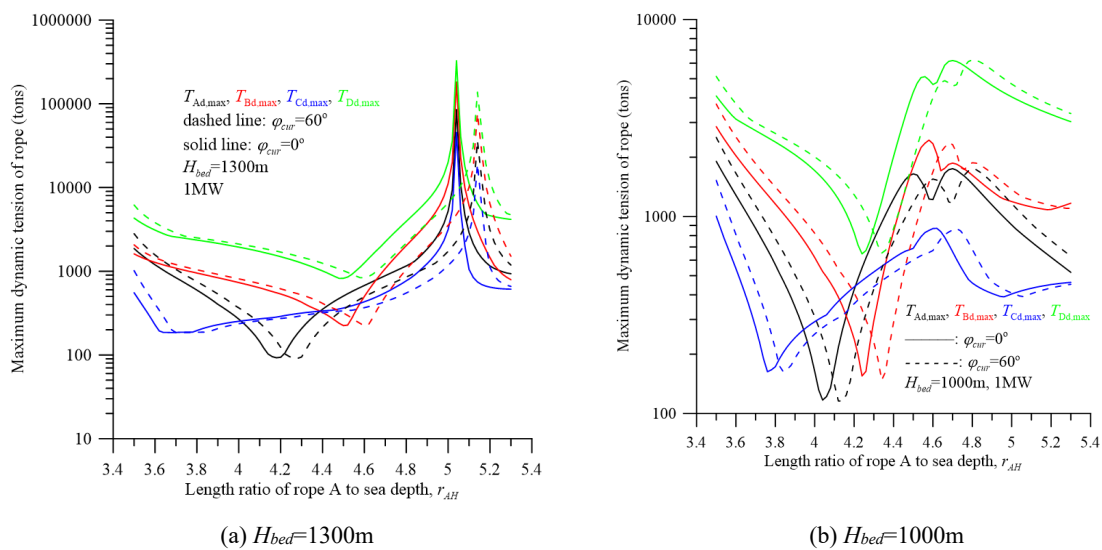 1000000
100000
10000
1000
100
10
Maximum dynamic tension of rope (tons)
T_Ad,max, T_Bd,max, T_Cd,max, T_Dd,max
dashed line: φ_cur=60°
solid line: φ_cur=0°
H_bed=1300m
1MW
3.4 3.6 3.8 4 4.2 4.4 4.6 4.8 5 5.2 5.4
Length ratio of rope A to sea depth, r_AH
(a) H_bed=1300m
10000
1000
100
Maximum dynamic tension of rope (tons)
T_Ad,max, T_Bd,max, T_Cd,max, T_Dd,max
: φ_cur=0°
: φ_cur=60°
H_bed=1000m, 1MW
3.4 3.6 3.8 4 4.2 4.4 4.6 4.8 5 5.2 5.4
Length ratio of rope A to sea depth, r_AH
(b) H_bed=1000m